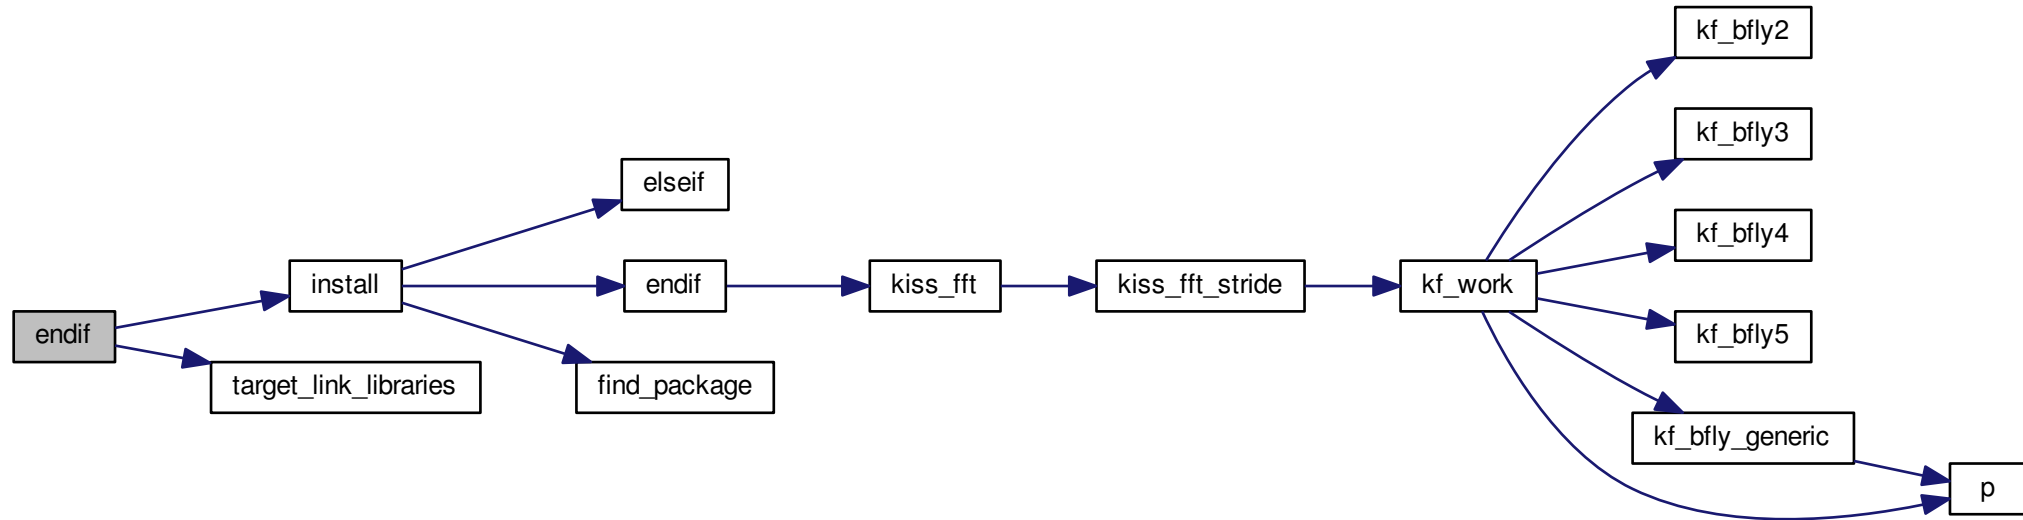 endif
install
target_link_libraries
elseif
endif
find_package
kiss_fft
kiss_fft_stride
kf_work
kf_bfly2
kf_bfly3
kf_bfly4
kf_bfly5
kf_bfly_generic
p